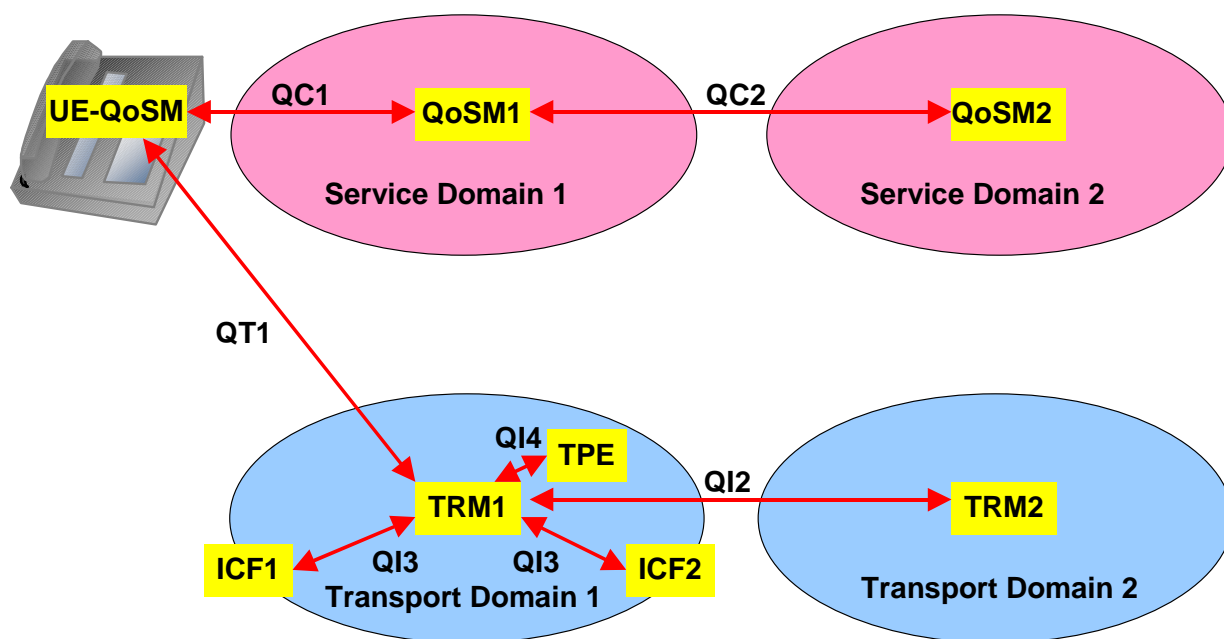 UE-QoSM
QC1
QoSM1
QC2
QoSM2
Service Domain 1
Service Domain 2
QT1
QI4
TPE
TRM1
QI2
TRM2
ICF1
QI3
QI3
ICF2
Transport Domain 1
Transport Domain 2